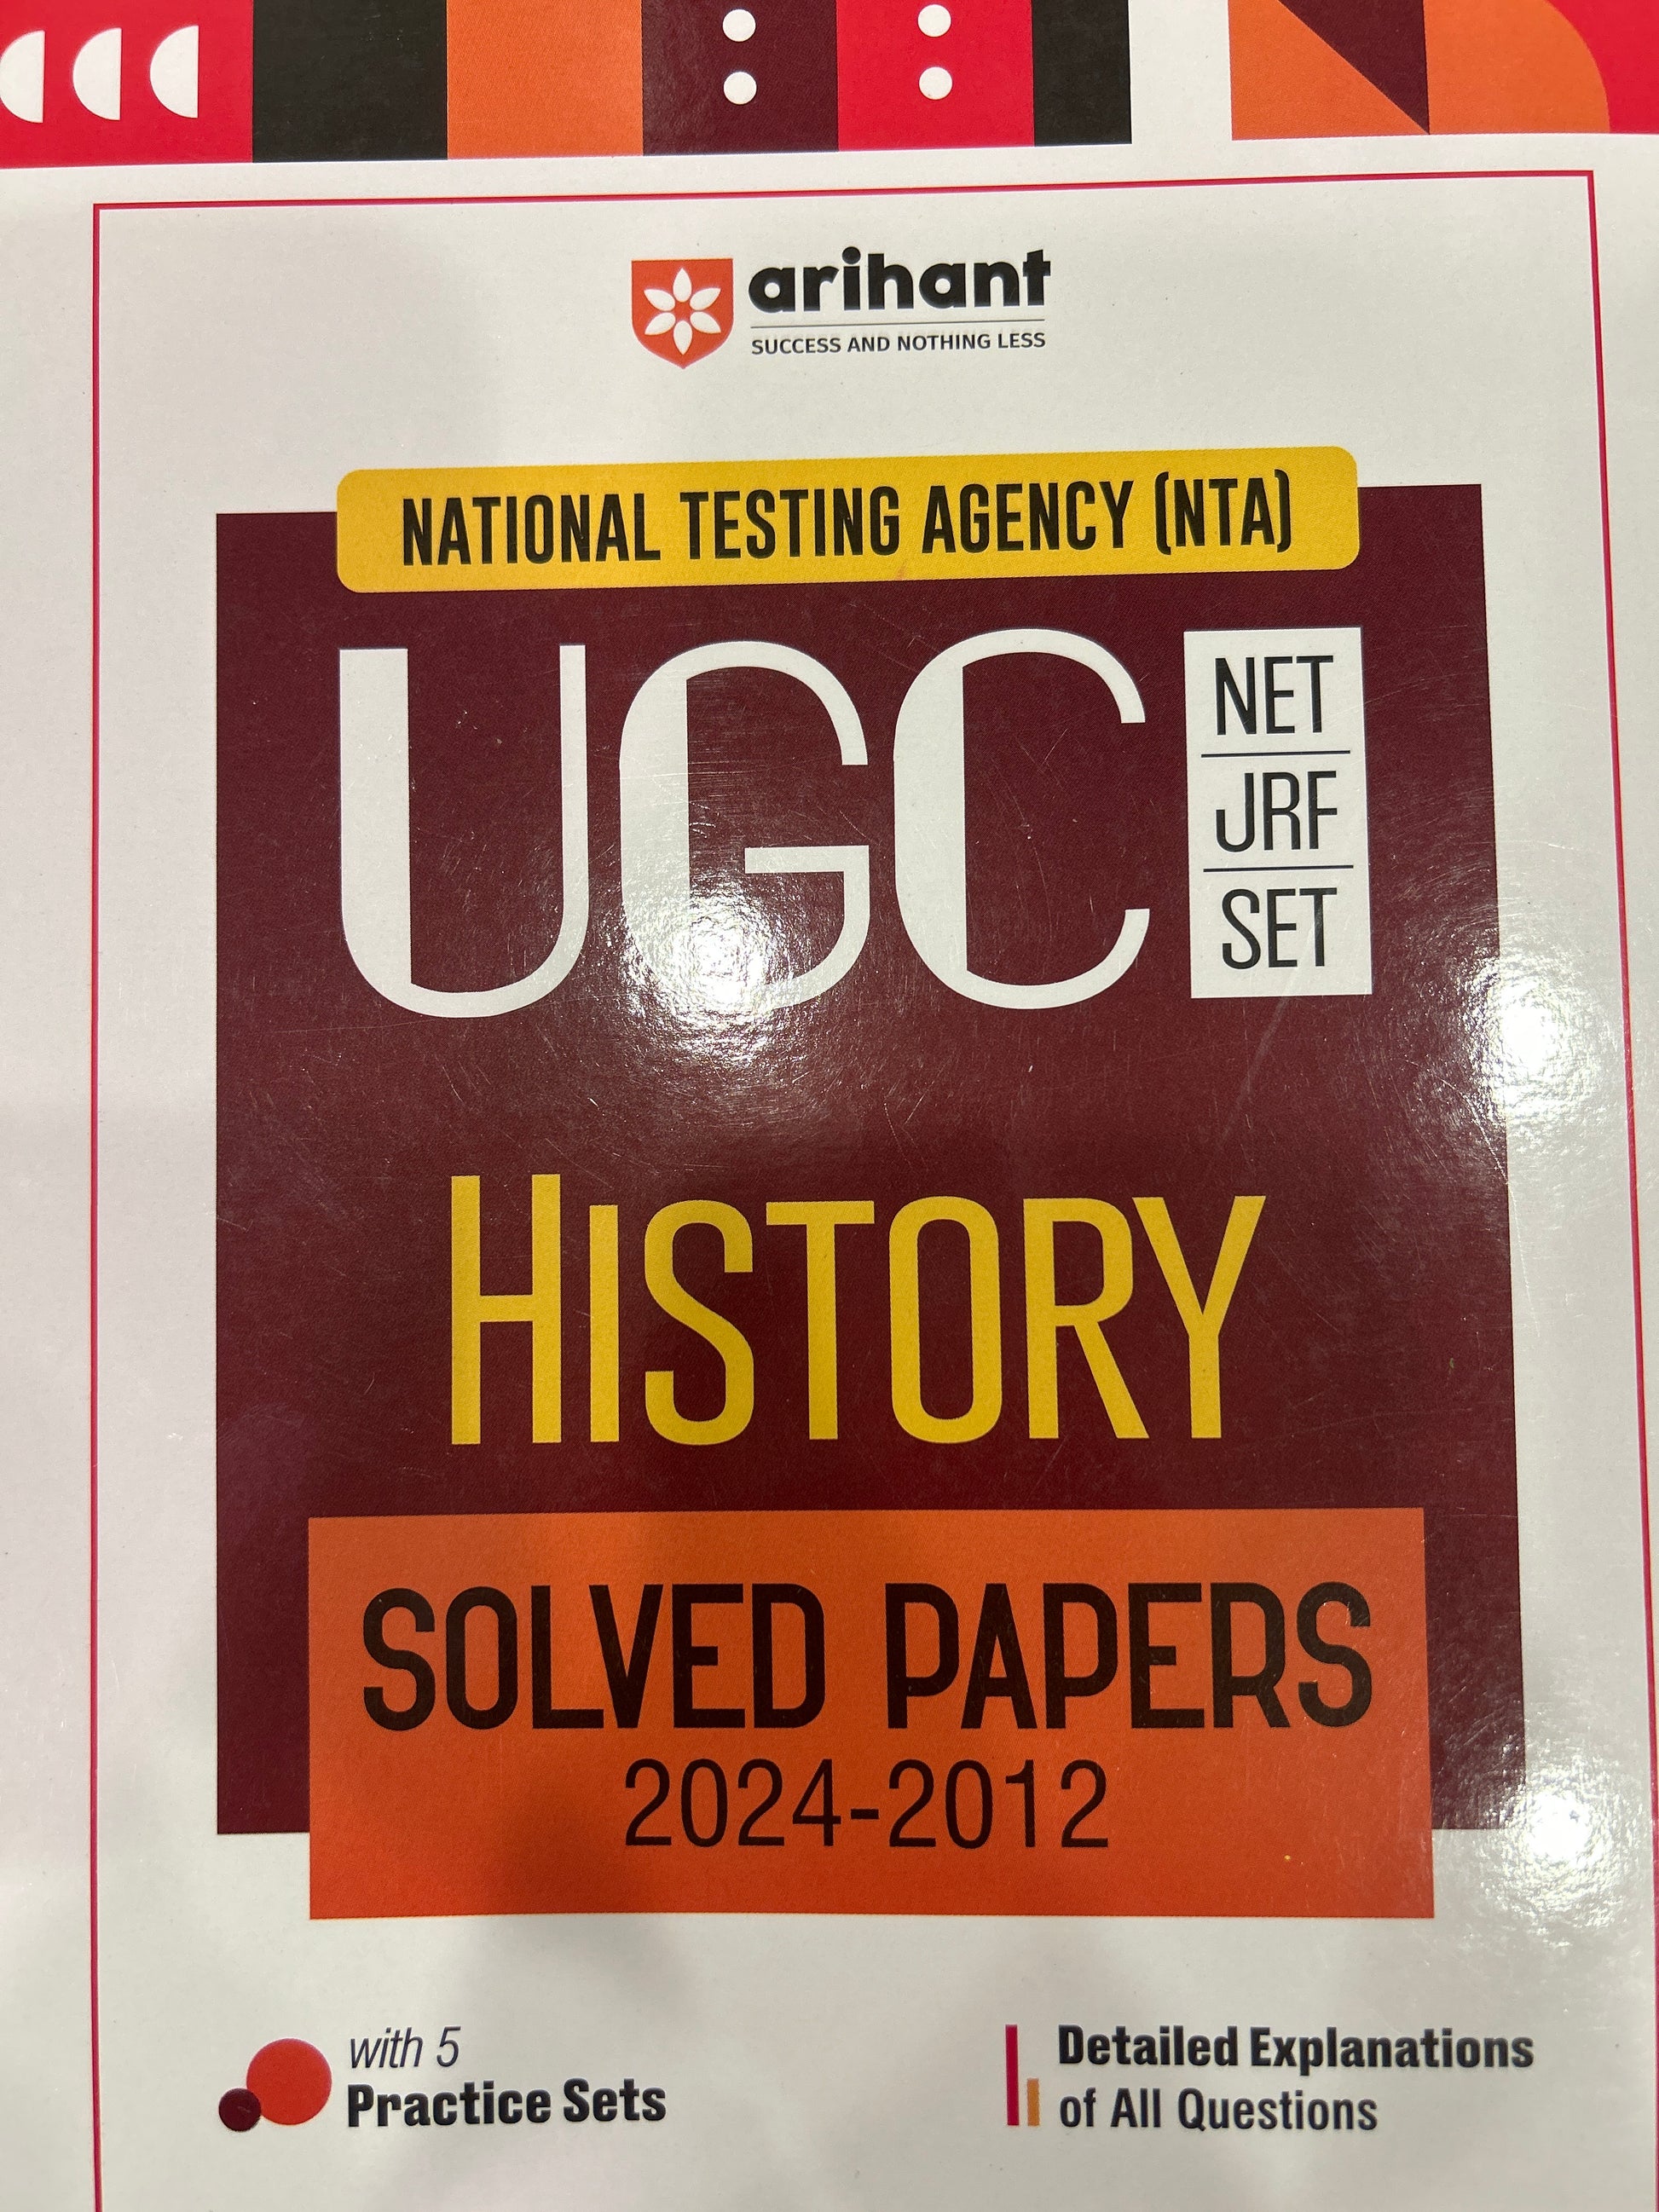 arihant
SUCCESS AND NOTHING LESS
NATIONAL TESTING AGENCY (NTA)
UGC
NET
JRF
SET
HISTORY
SOLVED PAPERS
2024-2012
with 5
Practice Sets
Detailed Explanations
of All Questions